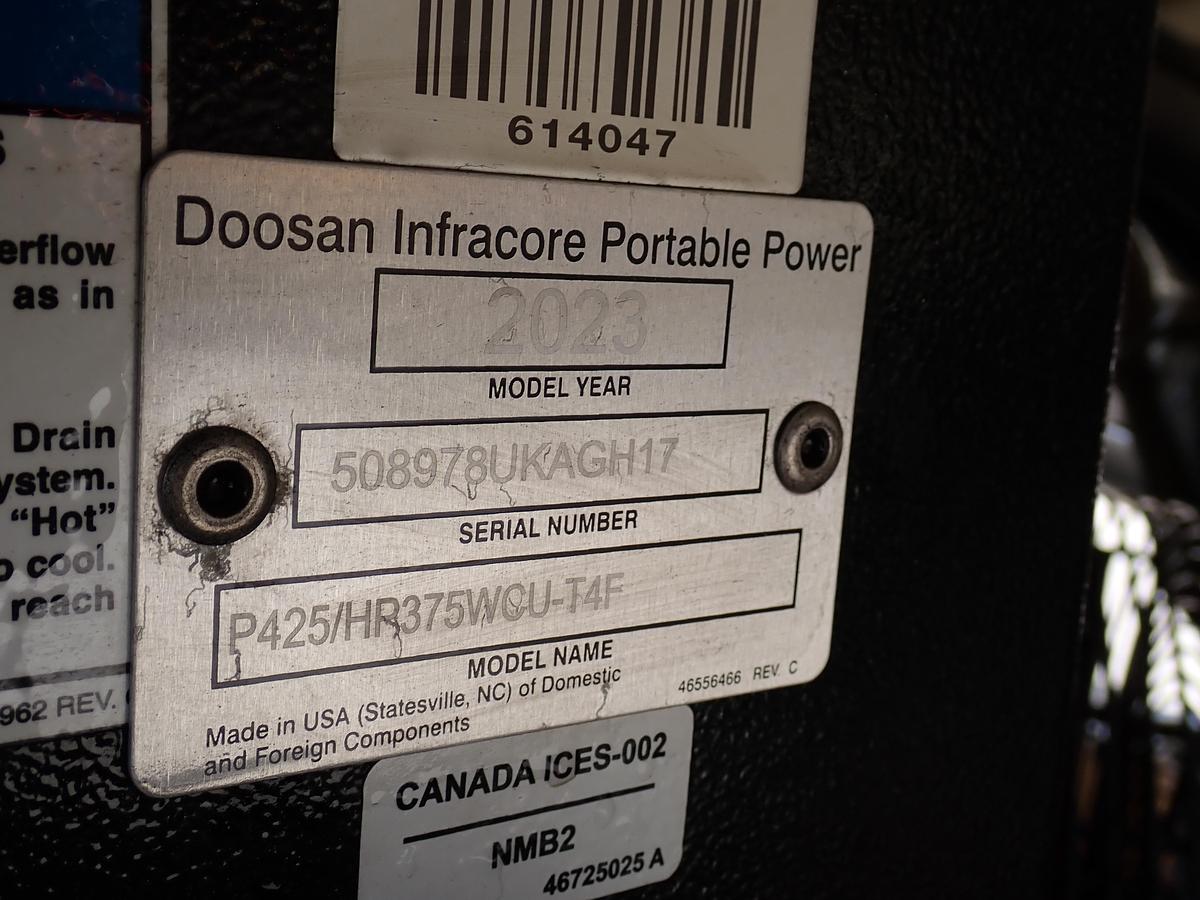 614047
Doosan Infracore Portable Power
2023
MODEL YEAR
508978UKAGH17
SERIAL NUMBER
P425/HR375WCU-T4F
MODEL NAME
Made in USA (Statesville, NC) of Domestic
and Foreign Components
46556466 REV. C
CANADA ICES-002
NMB2
46725025 A
erflow
as in
Drain
ystem.
“Hot”
o cool.
reach
962 REV.